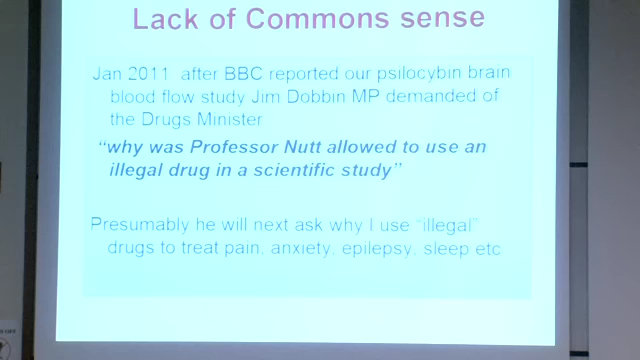 Lack of Commons sense
Jan 2011 after BBC reported our psilocybin brain
blood flow study Jim Dobbin MP demanded of
the Drugs Minister
“why was Professor Nutt allowed to use an
illegal drug in a scientific study”
Presumably he will next ask why I use “illegal”
drugs to treat pain, anxiety, epilepsy, sleep etc